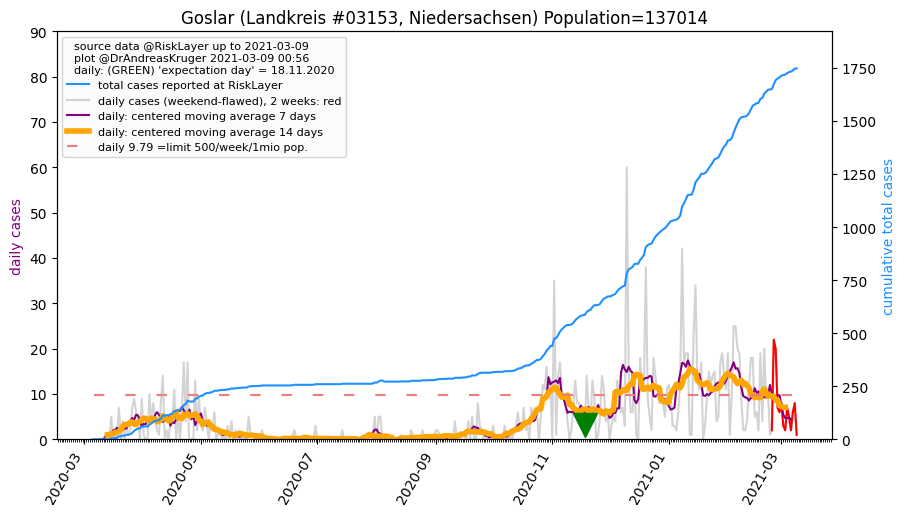 Goslar (Landkreis #03153, Niedersachsen) Population=137014
source data @RiskLayer up to 2021-03-09
plot @DrAndreasKruger 2021-03-09 00:56
daily: (GREEN) 'expectation day' = 18.11.2020
total cases reported at RiskLayer
daily cases (weekend-flawed), 2 weeks: red
daily: centered moving average 7 days
daily: centered moving average 14 days
daily 9.79 =limit 500/week/1mio pop.
daily cases
90
80
70
60
50
40
30
20
10
0
cumulative total cases
1750
1500
1250
1000
750
500
250
0
2020-03
2020-05
2020-07
2020-09
2020-11
2021-01
2021-03